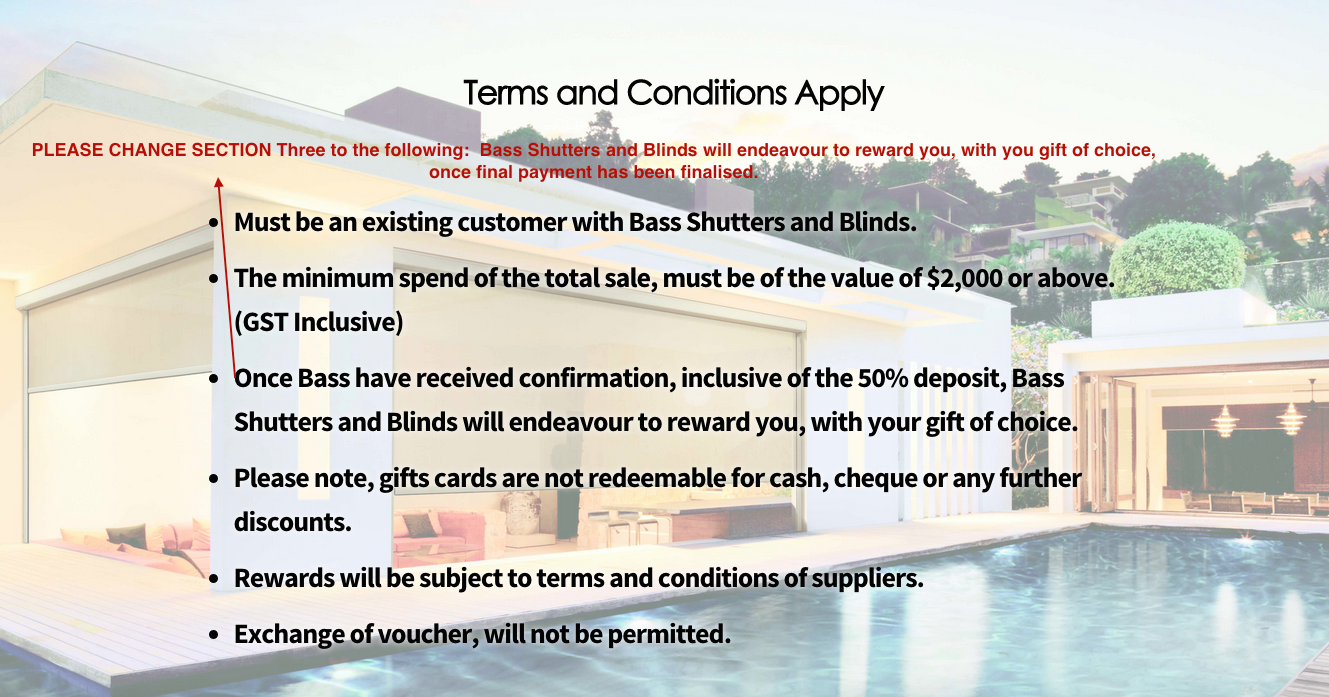 Terms and Conditions Apply
PLEASE CHANGE SECTION Three to the following:  Bass Shutters and Blinds will endeavour to reward you, with you gift of choice,
once final payment has been finalised.
• Must be an existing customer with Bass Shutters and Blinds.
• The minimum spend of the total sale, must be of the value of $2,000 or above.
(GST Inclusive)
• Once Bass have received confirmation, inclusive of the 50% deposit, Bass
Shutters and Blinds will endeavour to reward you, with your gift of choice.
• Please note, gifts cards are not redeemable for cash, cheque or any further
discounts.
• Rewards will be subject to terms and conditions of suppliers.
• Exchange of voucher, will not be permitted.